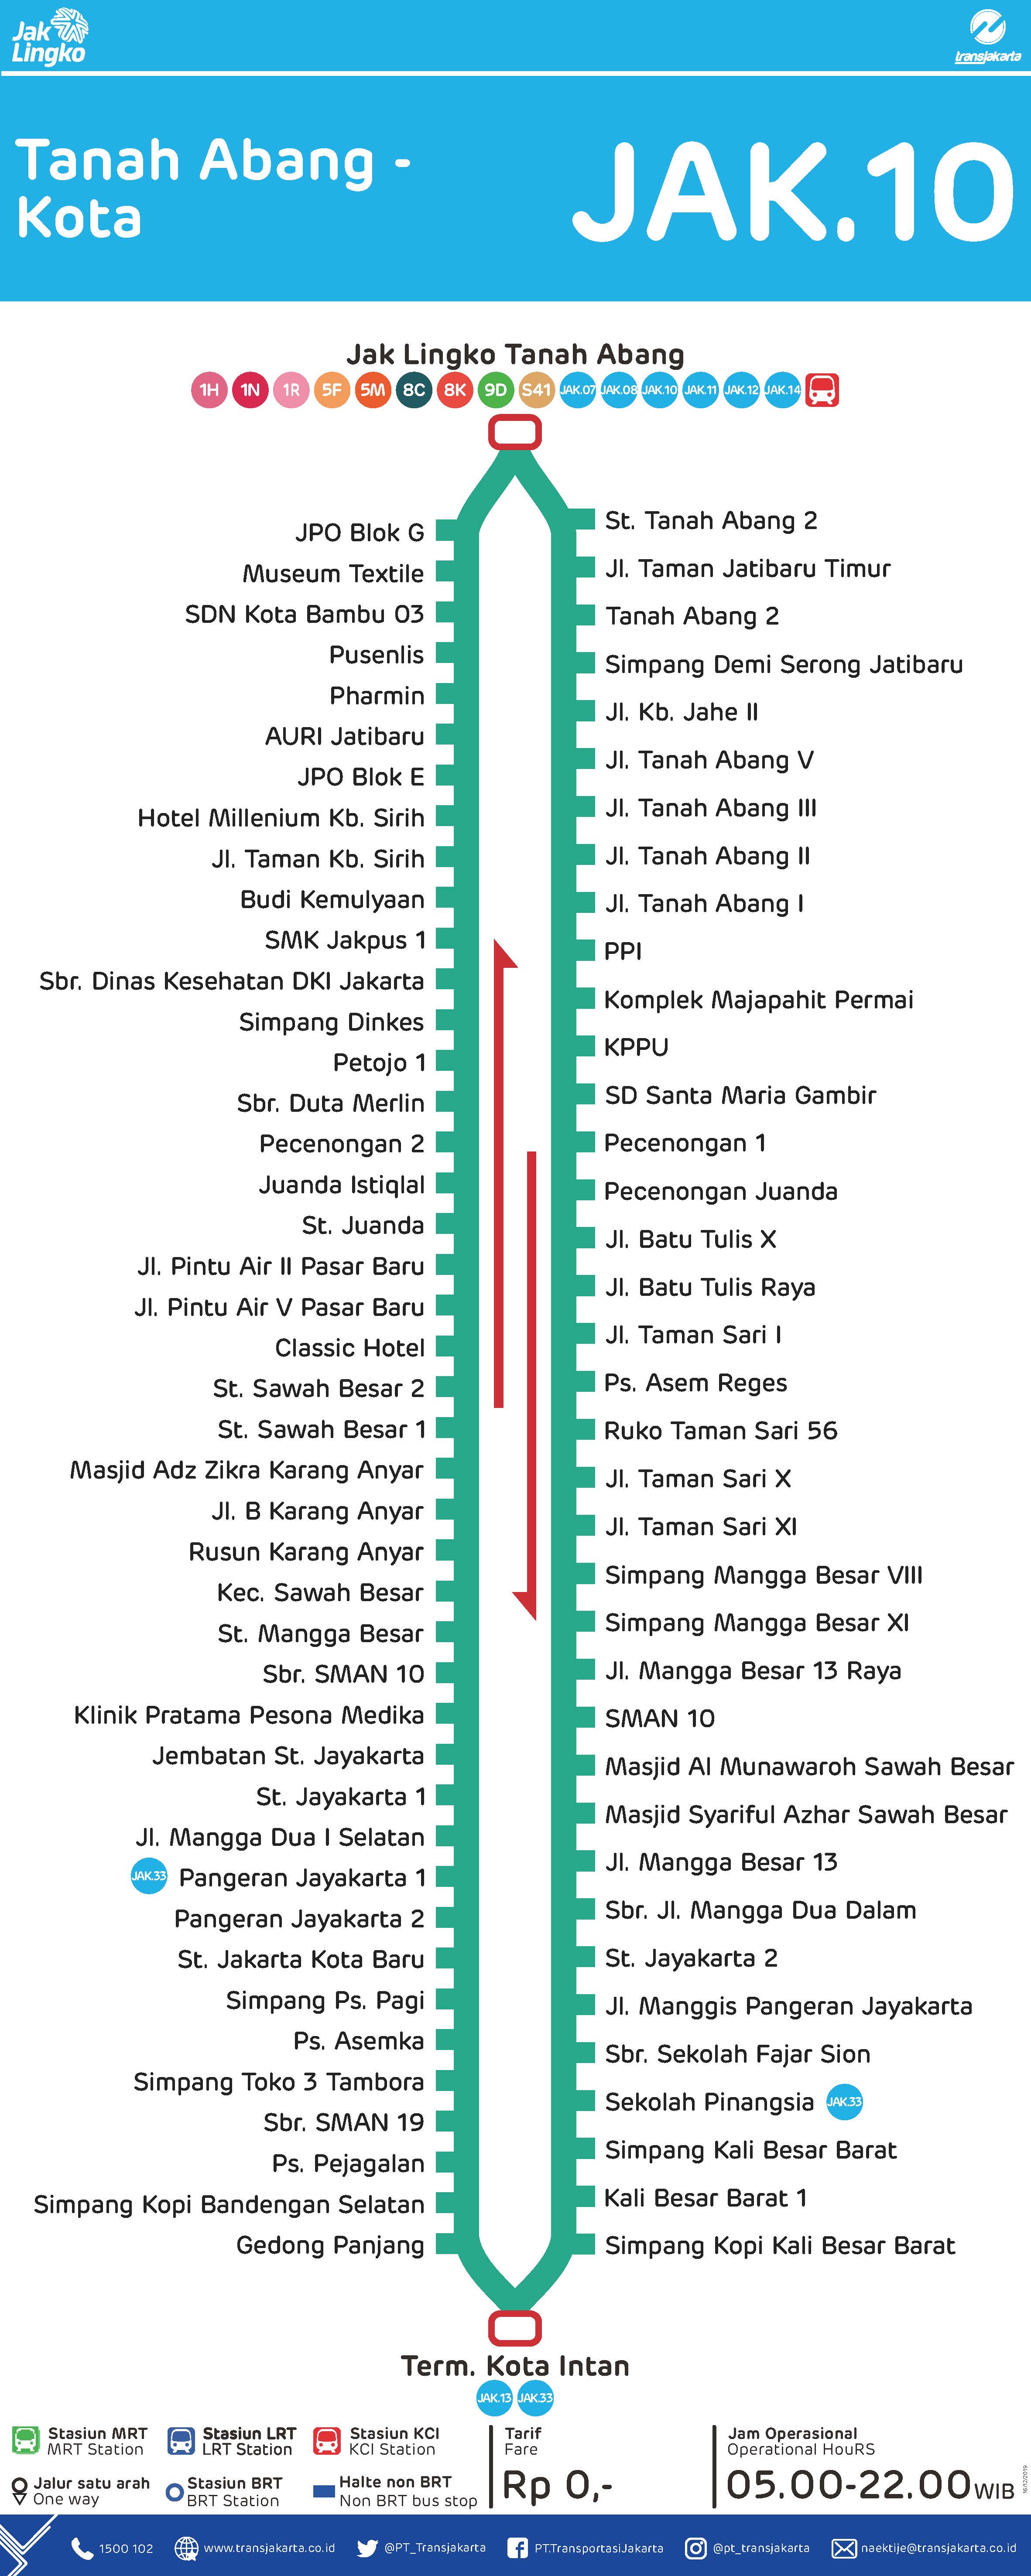 Jak
Lingko
transjakarta
Tanah Abang -
Kota
JAK.10
Jak Lingko Tanah Abang
1H 1N 1R 5F 5M 8C 8K 9D S41 JAK.07 JAK.08 JAK.10 JAK.11 JAK.12 JAK.14
JPO Blok G
Museum Textile
SDN Kota Bambu 03
Pusenlis
Pharmin
AURI Jatibaru
JPO Blok E
Hotel Millenium Kb. Sirih
Jl. Taman Kb. Sirih
Budi Kemulyaan
SMK Jakpus 1
Sbr. Dinas Kesehatan DKI Jakarta
Simpang Dinkes
Petojo 1
Sbr. Duta Merlin
Pecenongan 2
Juanda Istiqlal
St. Juanda
Jl. Pintu Air II Pasar Baru
Jl. Pintu Air V Pasar Baru
Classic Hotel
St. Sawah Besar 2
St. Sawah Besar 1
Masjid Adz Zikra Karang Anyar
Jl. B Karang Anyar
Rusun Karang Anyar
Kec. Sawah Besar
St. Mangga Besar
Sbr. SMAN 10
Klinik Pratama Pesona Medika
Jembatan St. Jayakarta
St. Jayakarta 1
Jl. Mangga Dua I Selatan
JAK.33 Pangeran Jayakarta 1
Pangeran Jayakarta 2
St. Jakarta Kota Baru
Simpang Ps. Pagi
Ps. Asemka
Simpang Toko 3 Tambora
Sbr. SMAN 19
Ps. Pejagalan
Simpang Kopi Bandengan Selatan
Gedong Panjang
St. Tanah Abang 2
Jl. Taman Jatibaru Timur
Tanah Abang 2
Simpang Demi Serong Jatibaru
Jl. Kb. Jahe II
Jl. Tanah Abang V
Jl. Tanah Abang III
Jl. Tanah Abang II
Jl. Tanah Abang I
PPI
Komplek Majapahit Permai
KPPU
SD Santa Maria Gambir
Pecenongan 1
Pecenongan Juanda
Jl. Batu Tulis X
Jl. Batu Tulis Raya
Jl. Taman Sari I
Ps. Asem Reges
Ruko Taman Sari 56
Jl. Taman Sari X
Jl. Taman Sari XI
Simpang Mangga Besar VIII
Simpang Mangga Besar XI
Jl. Mangga Besar 13 Raya
SMAN 10
Masjid Al Munawaroh Sawah Besar
Masjid Syariful Azhar Sawah Besar
Jl. Mangga Besar 13
Sbr. Jl. Mangga Dua Dalam
St. Jayakarta 2
Jl. Manggis Pangeran Jayakarta
Sbr. Sekolah Fajar Sion
Sekolah Pinangsia JAK.33
Simpang Kali Besar Barat
Kali Besar Barat 1
Simpang Kopi Kali Besar Barat
Term. Kota Intan
JAK.13 JAK.33
Stasiun MRT
MRT Station
Stasiun LRT
LRT Station
Stasiun KCI
KCI Station
Jalur satu arah
One way
Stasiun BRT
BRT Station
Halte non BRT
Non BRT bus stop
Tarif
Fare
Rp 0,-
Jam Operasional
Operational HouRS
05.00-22.00 WIB
16/12/2019
1500 102
www.transjakarta.co.id
@PT_Transjakarta
PT.TransportasiJakarta
@pt_transjakarta
naektije@transjakarta.co.id